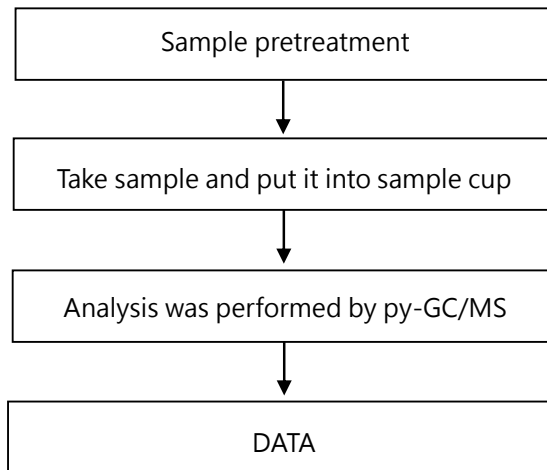 Sample pretreatment
Take sample and put it into sample cup
Analysis was performed by py-GC/MS
DATA